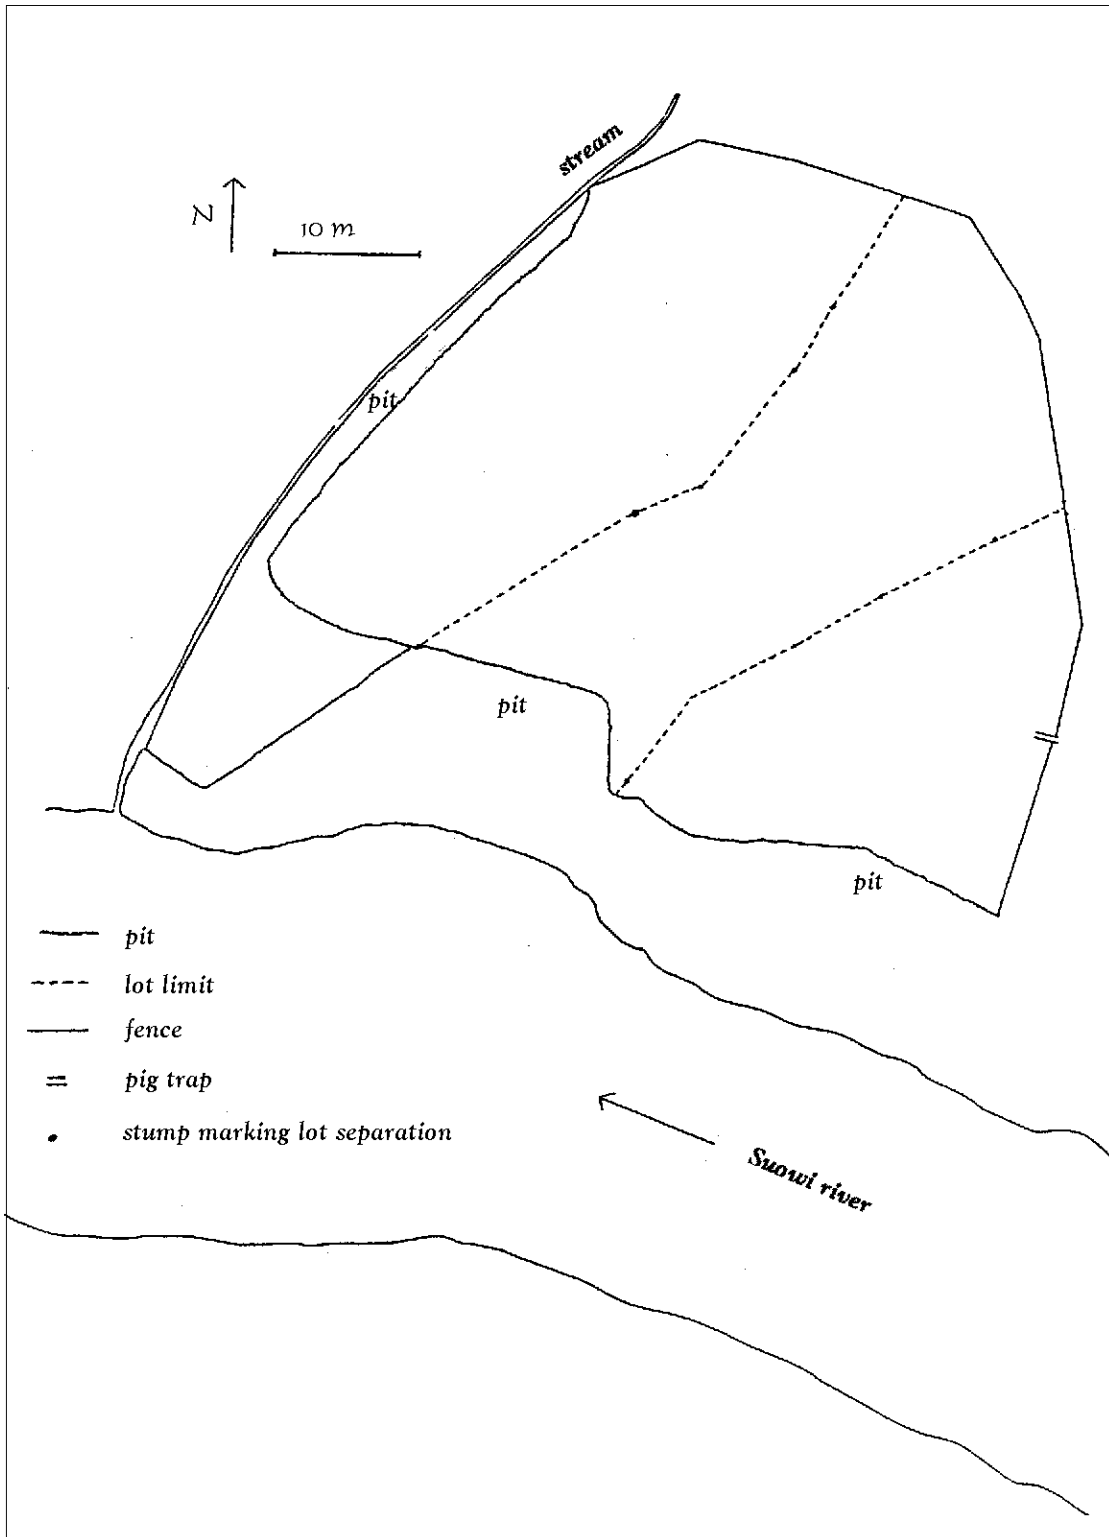 stream
N
10 m
pit
pit
pit
pit
lot limit
fence
pig trap
stump marking lot separation
Suowi river